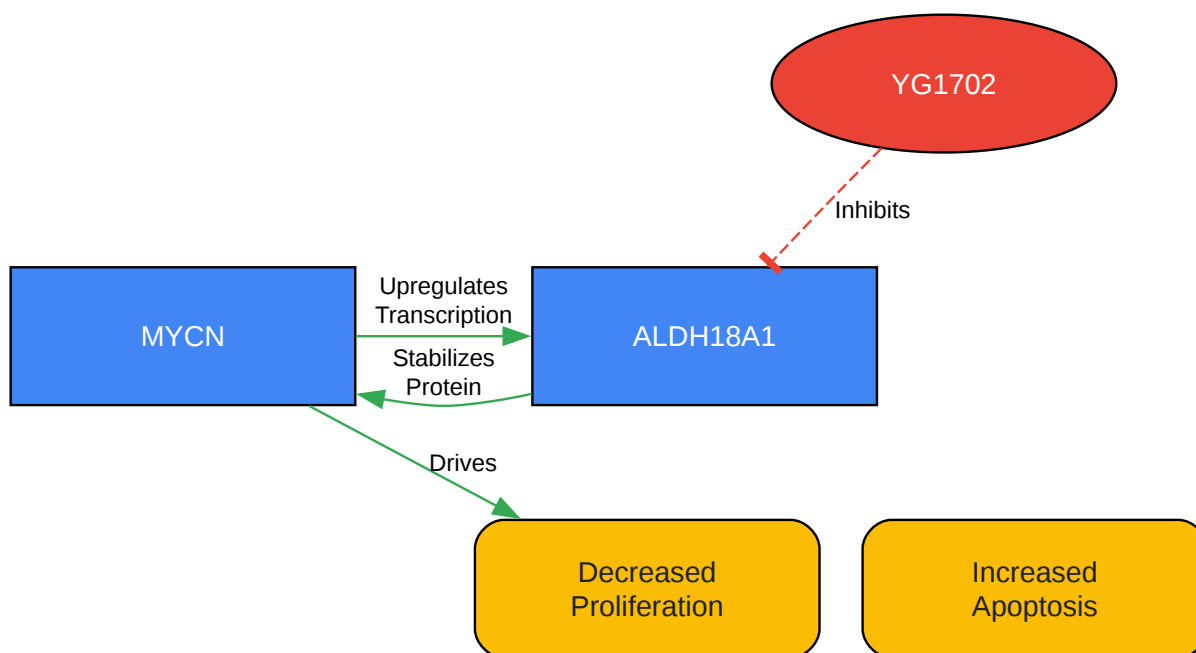 YG1702
Inhibits
Upregulates
Transcription
MYCN
ALDH18A1
Stabilizes
Protein
Drives
Decreased
Proliferation
Increased
Apoptosis